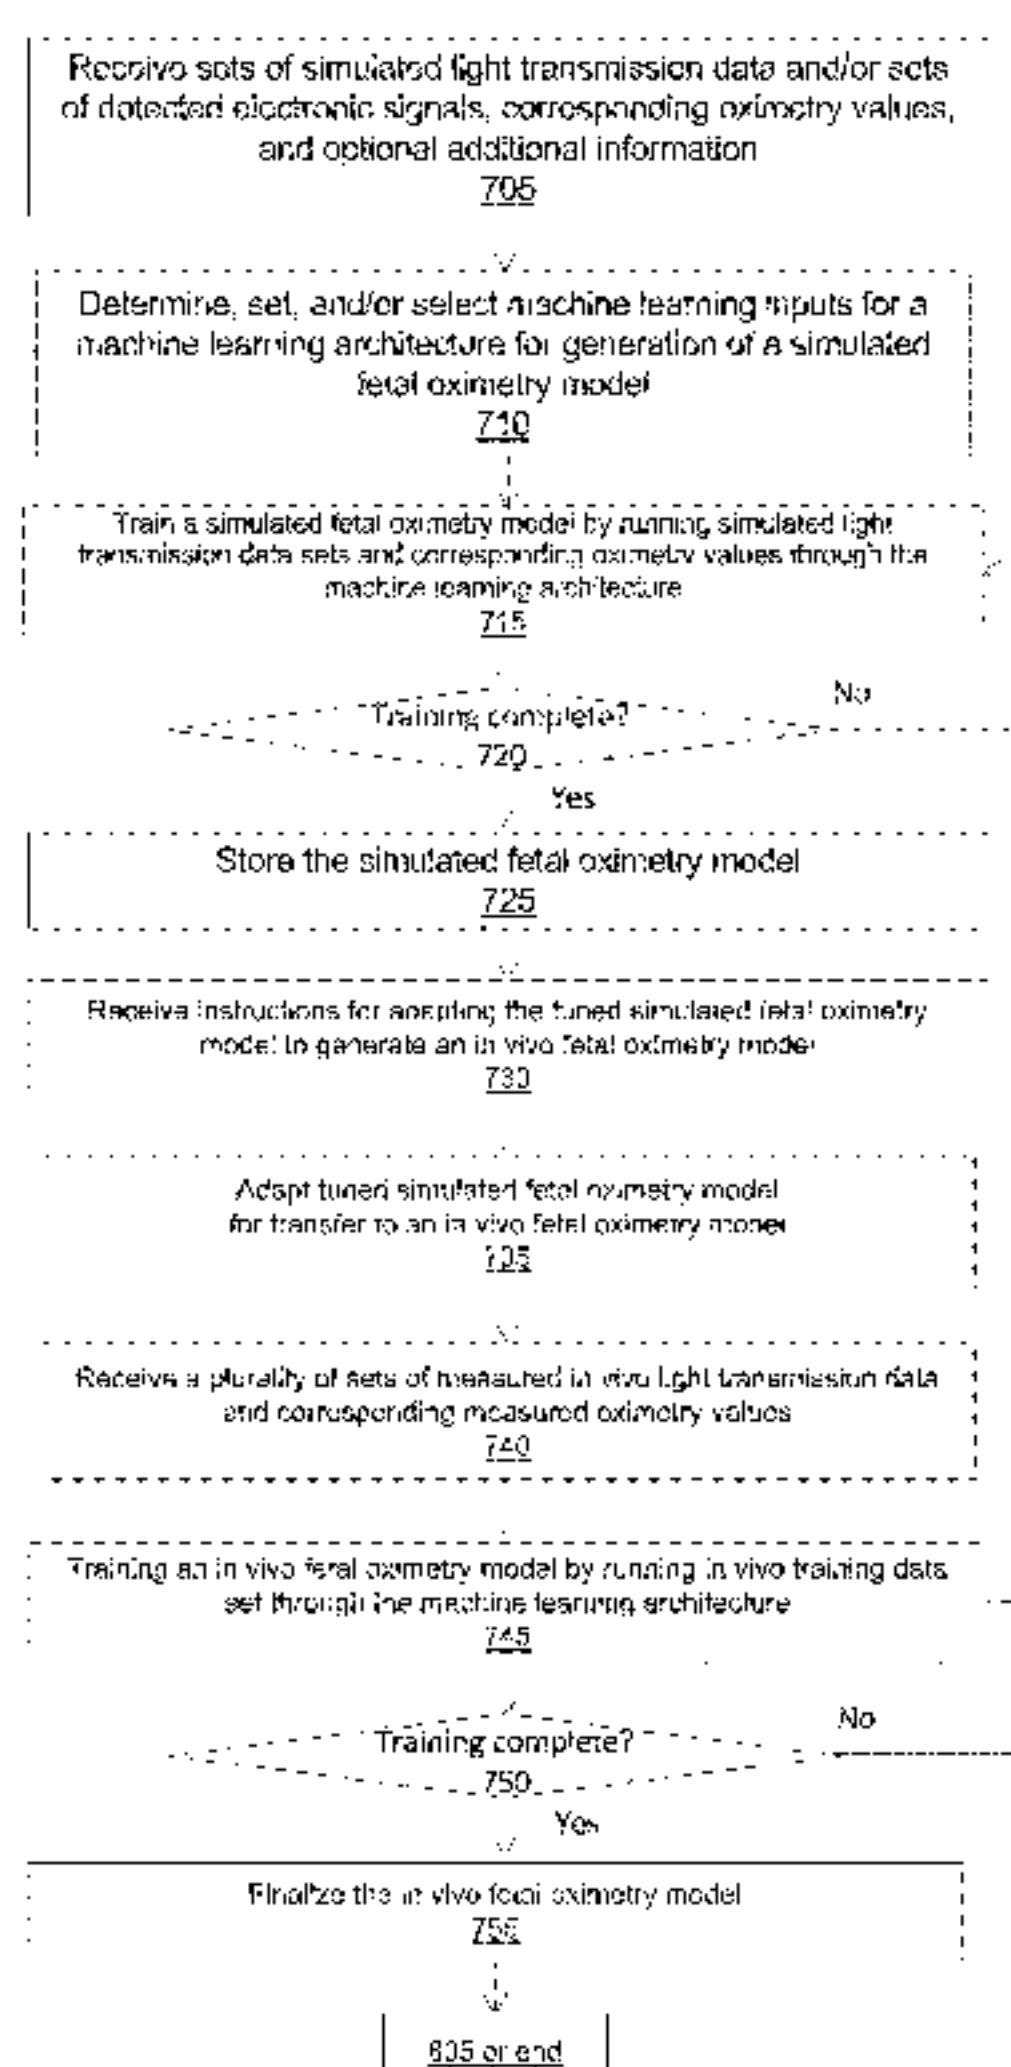 Receive sets of simulated light transmission data and/or sets
of detected electronic signals, corresponding oximetry values,
and optional additional information
705
Determine, set, and/or select machine learning inputs for a
machine learning architecture for generation of a simulated
fetal oximetry model
710
Train a simulated fetal oximetry model by running simulated light
transmission data sets and corresponding oximetry values through the
machine learning architecture
715
Training complete?
720
No
Yes
Store the simulated fetal oximetry model
725
Receive instructions for adapting the tuned simulated fetal oximetry
model to generate an in vivo fetal oximetry model
730
Adapt tuned simulated fetal oximetry model
for transfer to an in vivo fetal oximetry model
735
Receive a plurality of sets of measured in vivo light transmission data
and corresponding measured oximetry values
740
Training an in vivo fetal oximetry model by running in vivo training data
set through the machine learning architecture
745
No
Training complete?
750
Yes
Finalize the in vivo fetal oximetry model
755
or end